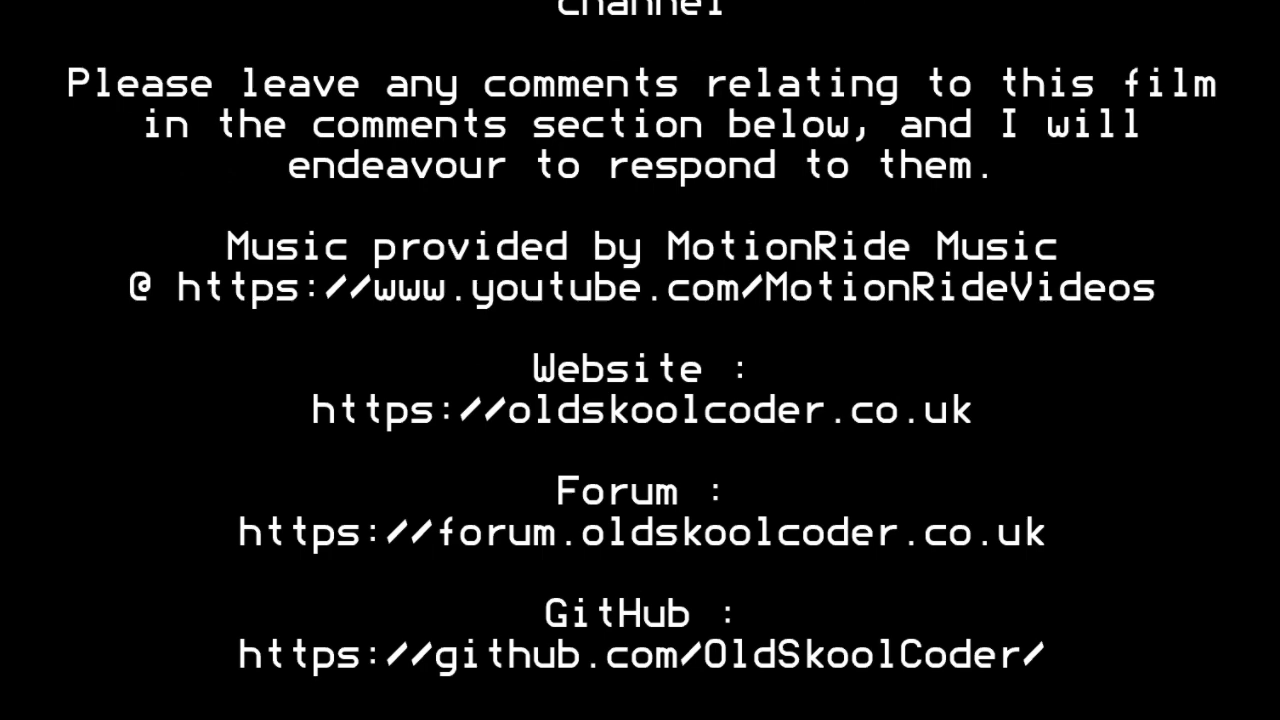 channel
Please leave any comments relating to this film
in the comments section below, and I will
endeavour to respond to them.
Music provided by MotionRide Music
@ https://www.youtube.com/MotionRideVideos
Website :
https://oldskoolcoder.co.uk
Forum :
https://forum.oldskoolcoder.co.uk
GitHub :
https://github.com/OldSkoolCoder/